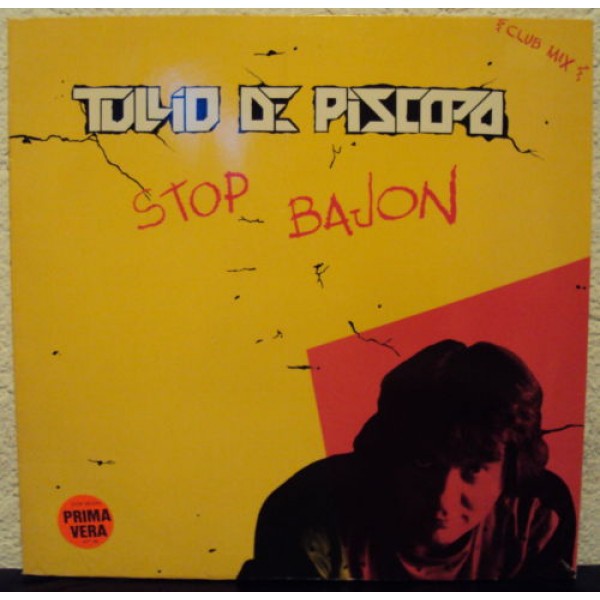 CLUB MIX
TULLIO DE PISCOPO
STOP BAJON
PRIMA
VERA